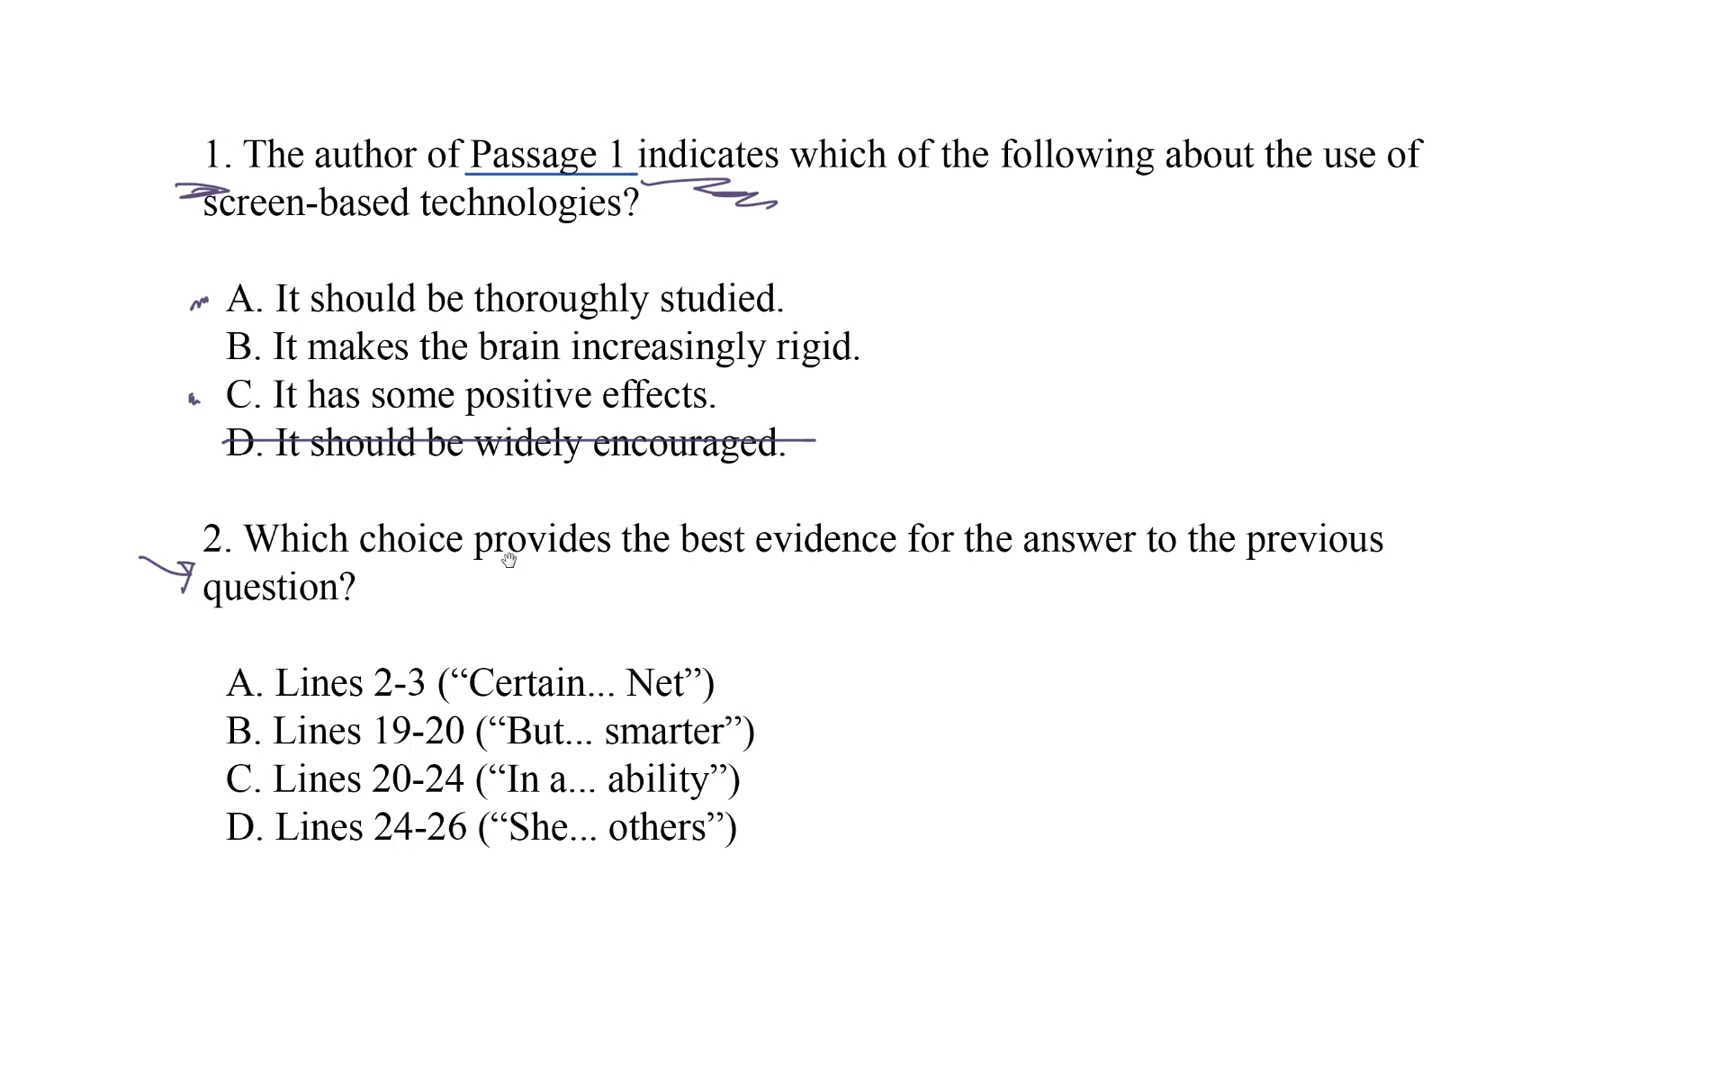 1. The author of Passage 1 indicates which of the following about the use of
screen-based technologies?
A. It should be thoroughly studied.
B. It makes the brain increasingly rigid.
C. It has some positive effects.
D. It should be widely encouraged.
2. Which choice provides the best evidence for the answer to the previous
question?
A. Lines 2-3 (“Certain... Net”)
B. Lines 19-20 (“But... smarter”)
C. Lines 20-24 (“In a... ability”)
D. Lines 24-26 (“She... others”)